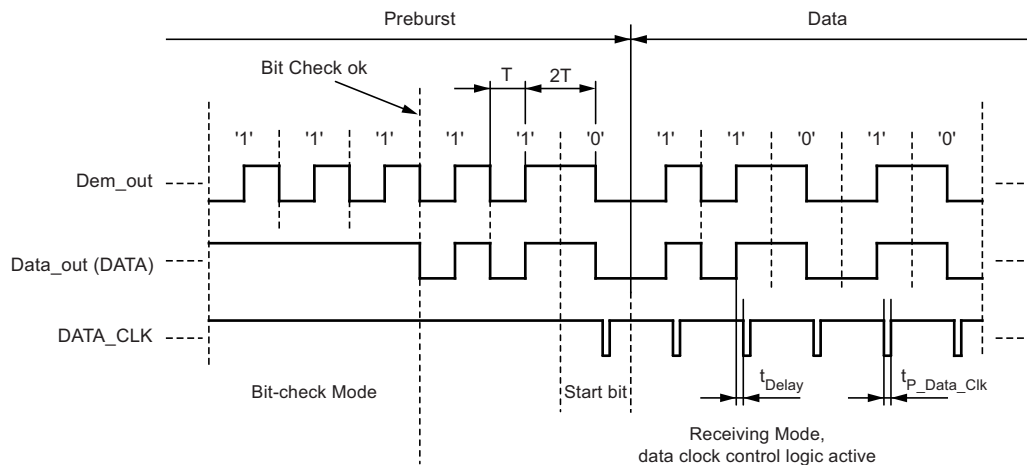 Preburst Data
Bit Check ok
T 2T
'1' '1' '1' '1' '1' '0' '1' '1' '0' '1' '0'
Dem_out
Data_out (DATA)
DATA_CLK
tDelay tP_Data_Clk
Bit-check Mode Start bit
Receiving Mode,
data clock control logic active